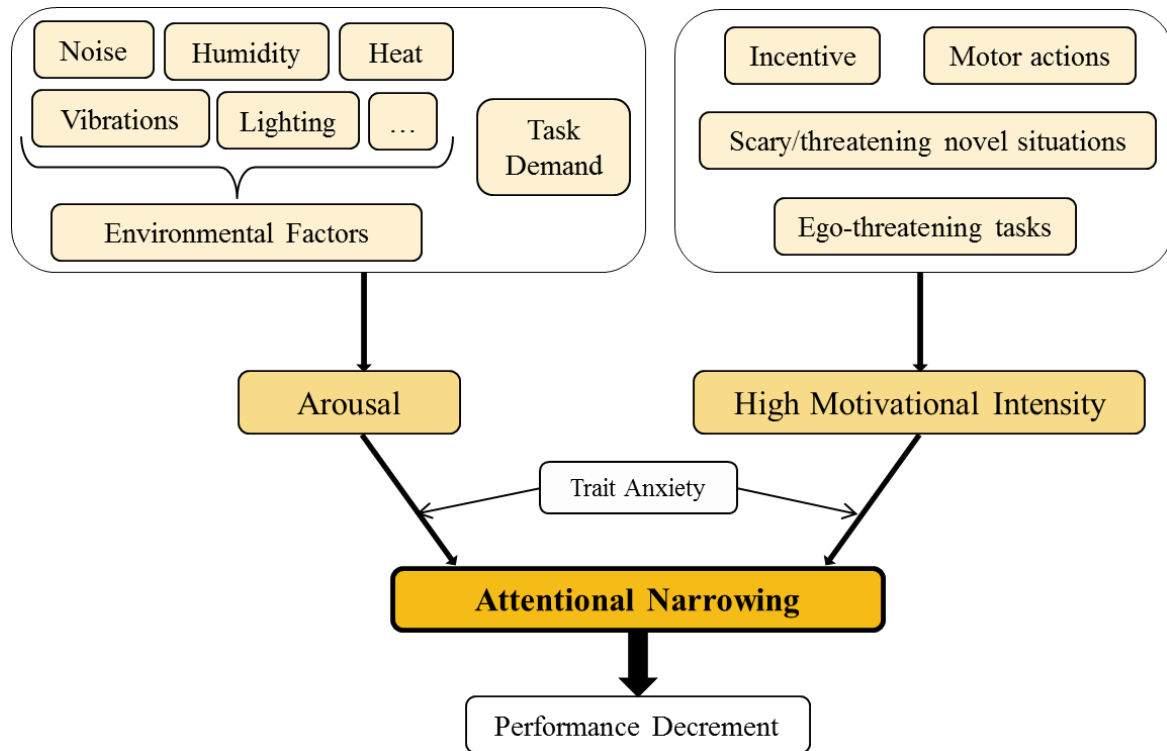 Noise
Humidity
Heat
Vibrations
Lighting
…
Task
Demand
Environmental Factors
Incentive
Motor actions
Scary/threatening novel situations
Ego-threatening tasks
Arousal
High Motivational Intensity
Trait Anxiety
Attentional Narrowing
Performance Decrement